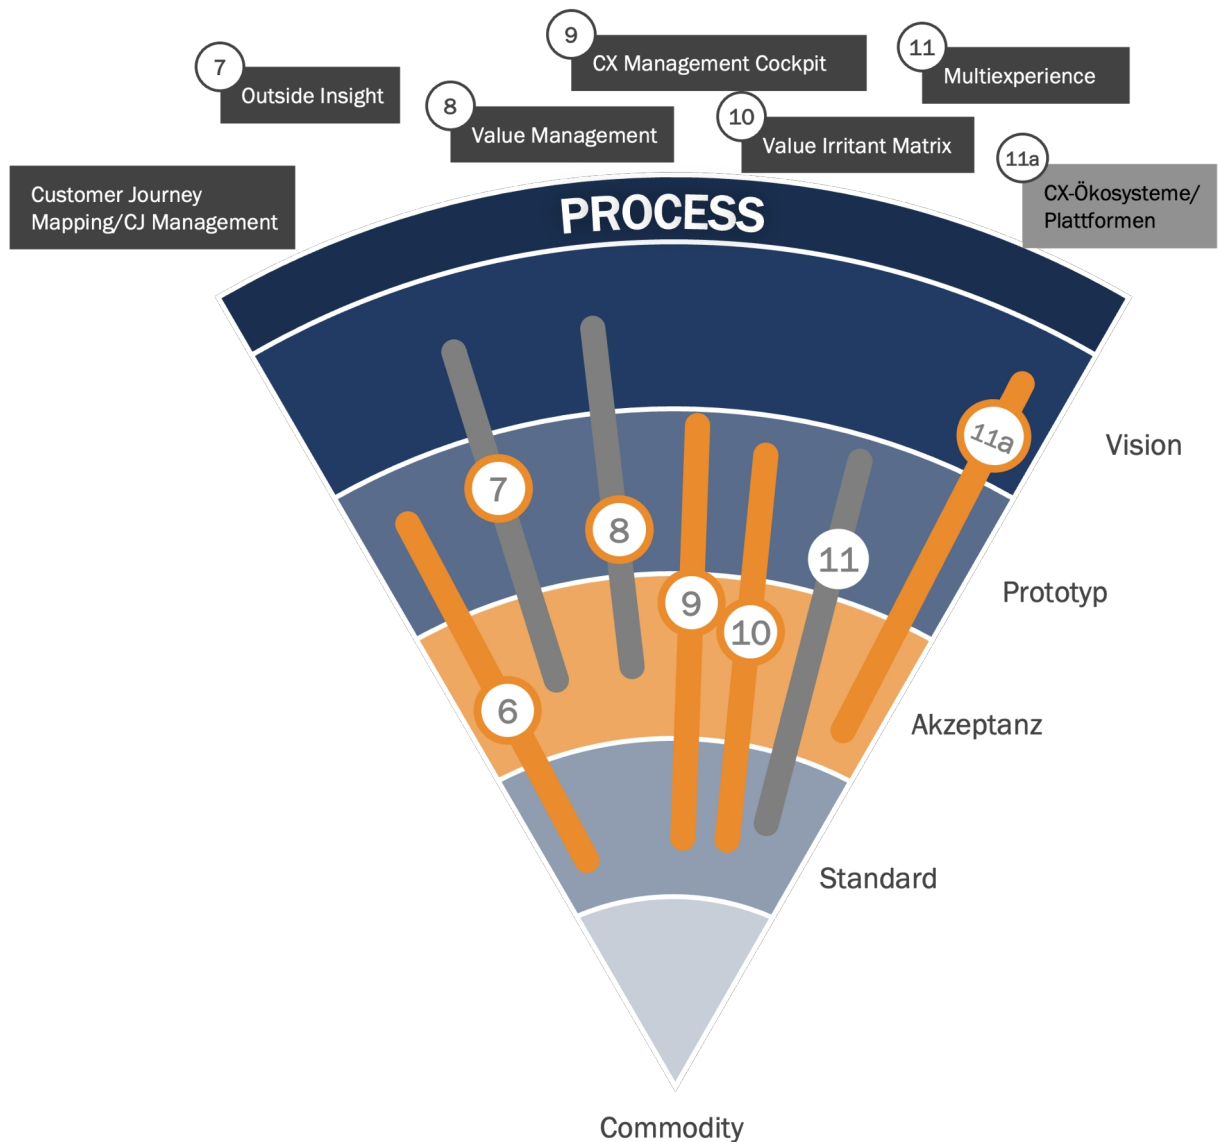 7
Outside Insight
8
Value Management
9
CX Management Cockpit
10
Value Irritant Matrix
11
Multiexperience
11a
CX-Ökosysteme/
Plattformen
Customer Journey
Mapping/CJ Management
PROCESS
7
8
9
10
11
11a
6
Vision
Prototyp
Akzeptanz
Standard
Commodity